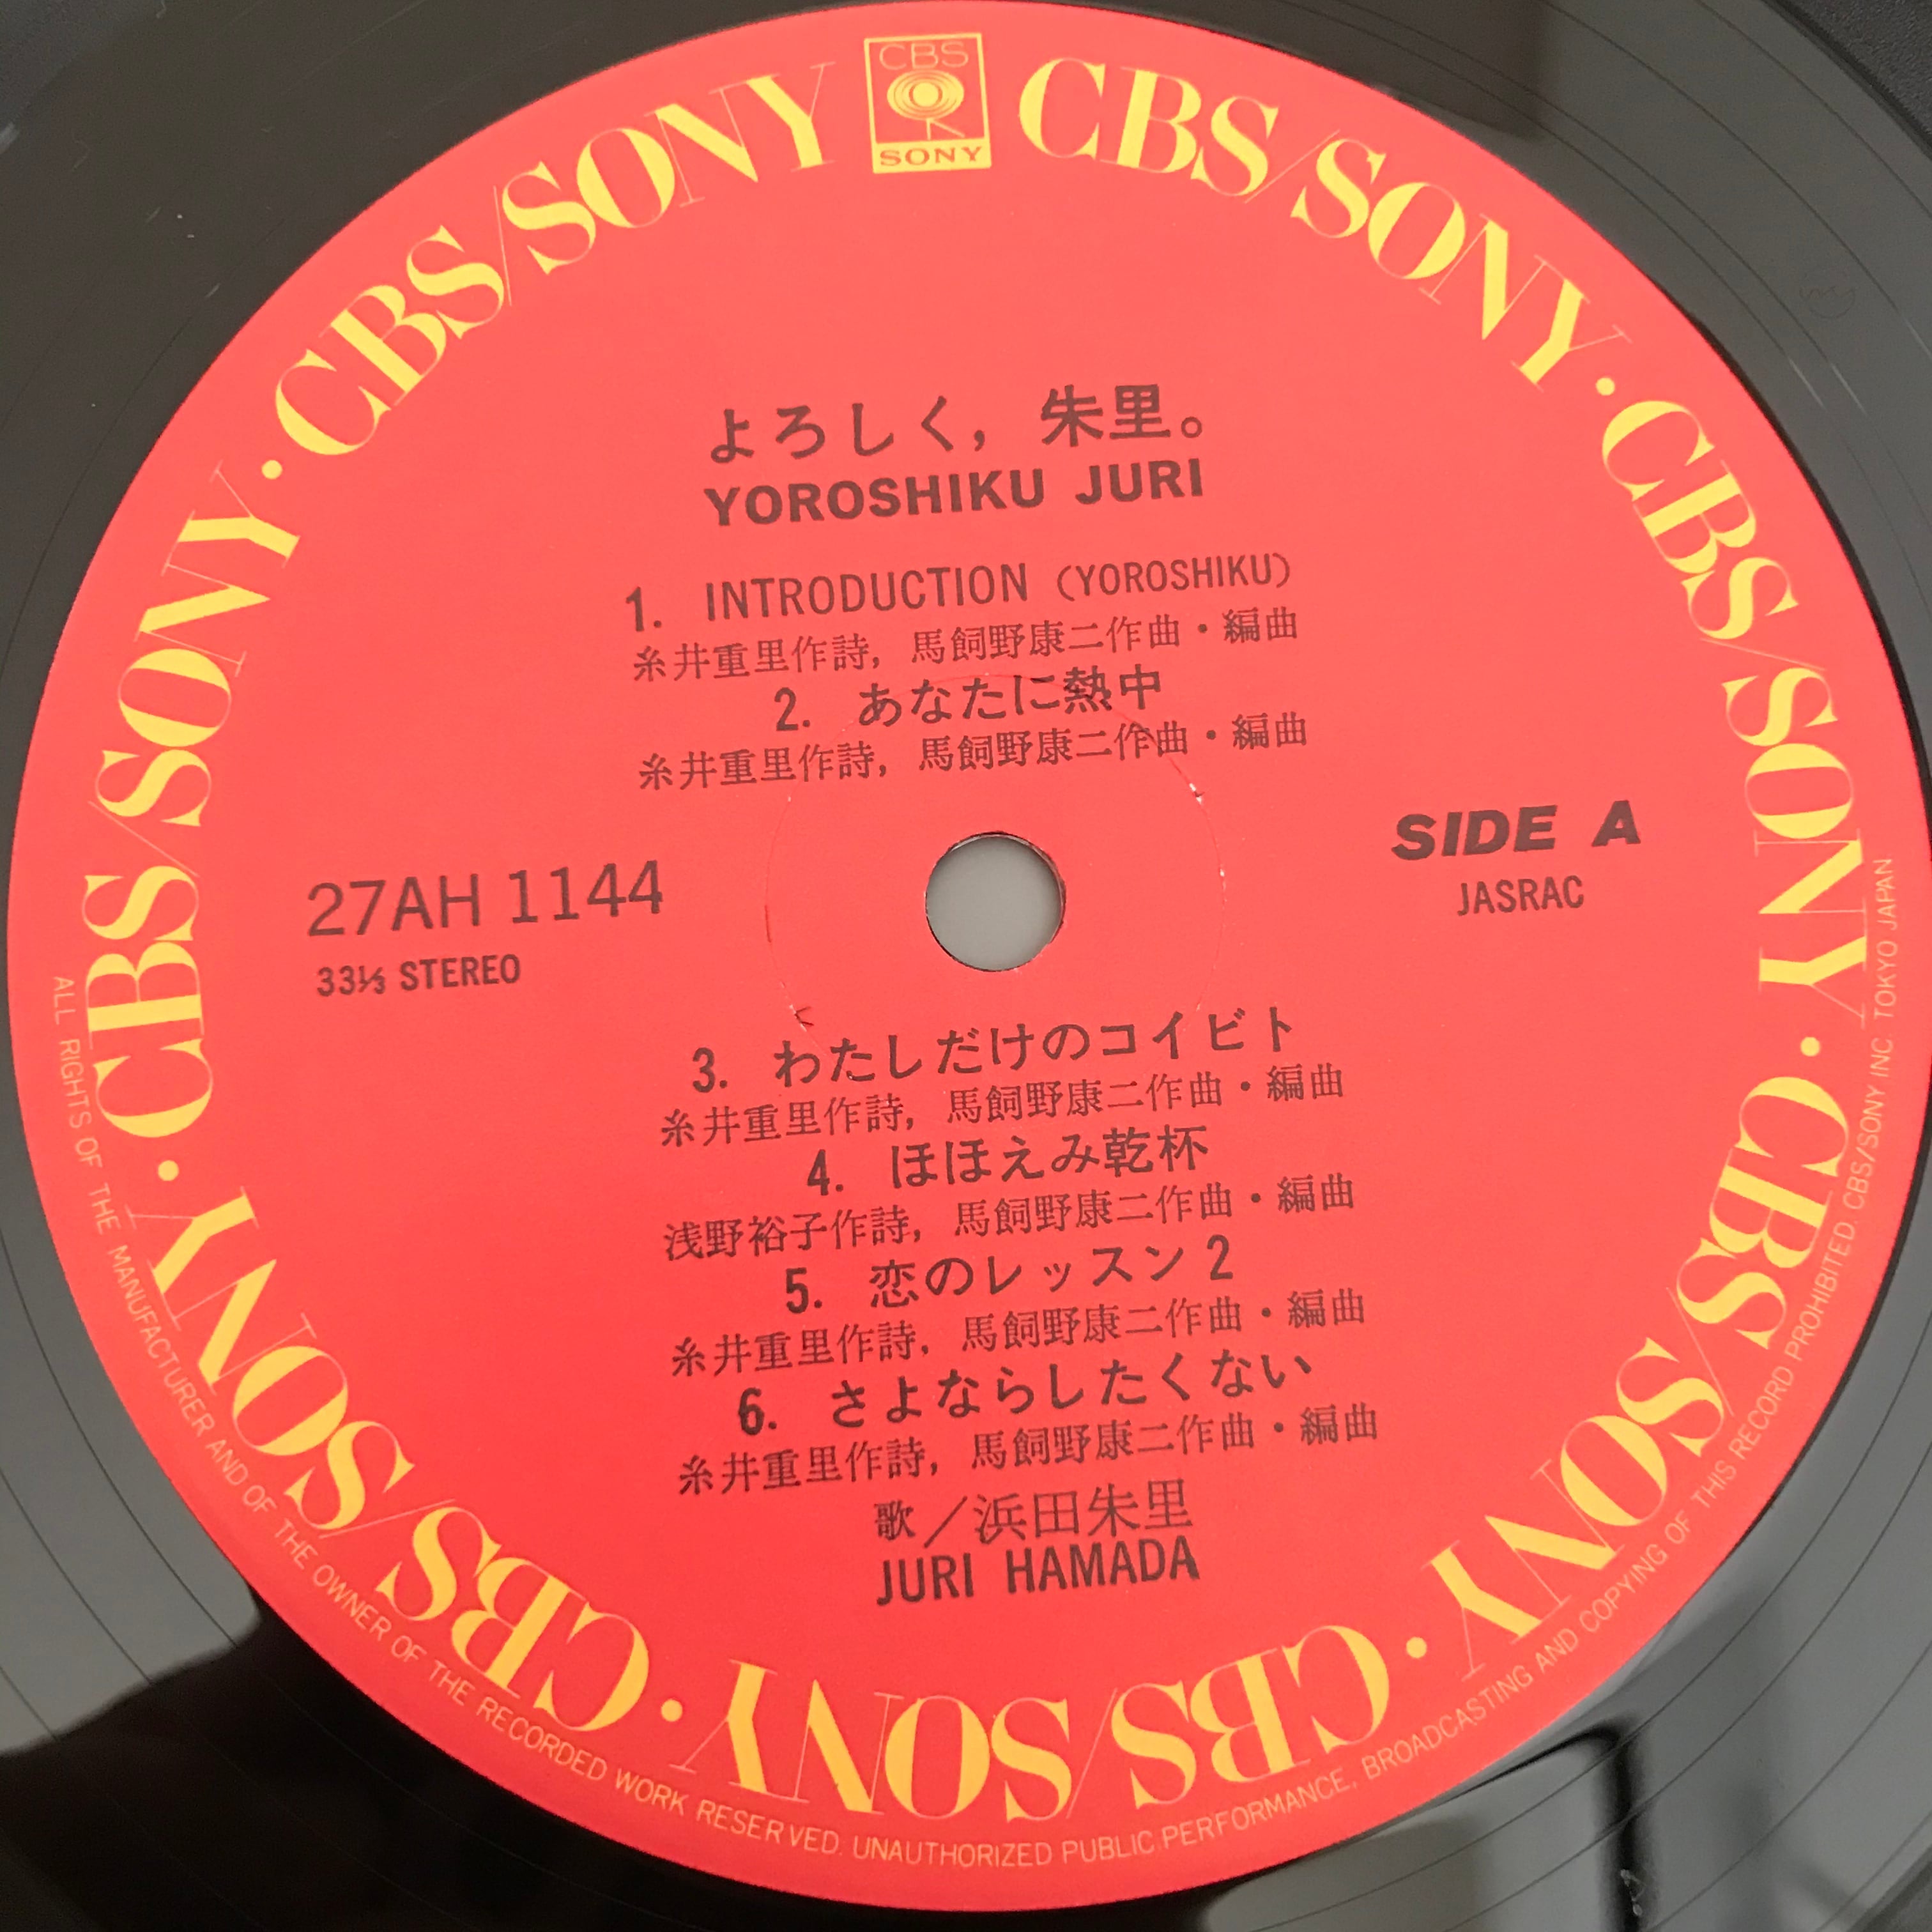 CBS
SONY
CBS/SONY・CBS/SONY・CBS/SONY・CBS/SONY・CBS/SONY・CBS/SONY・CBS/SONY
よろしく，朱里。
YOROSHIKU JURI
1. INTRODUCTION (YOROSHIKU)
糸井重里作詩，馬飼野康二作曲・編曲
2. あなたに熱中
糸井重里作詩，馬飼野康二作曲・編曲
27AH 1144
33⅓ STEREO
SIDE A
JASRAC
3. わたしだけのコイビト
糸井重里作詩，馬飼野康二作曲・編曲
4. ほほえみ乾杯
浅野裕子作詩，馬飼野康二作曲・編曲
5. 恋のレッスン2
糸井重里作詩，馬飼野康二作曲・編曲
6. さよならしたくない
糸井重里作詩，馬飼野康二作曲・編曲
歌／浜田朱里
JURI HAMADA
ALL RIGHTS OF THE MANUFACTURER AND OF THE OWNER OF THE RECORDED WORK RESERVED. UNAUTHORIZED PUBLIC PERFORMANCE, BROADCASTING AND COPYING OF THIS RECORD PROHIBITED. CBS/SONY INC. TOKYO JAPAN